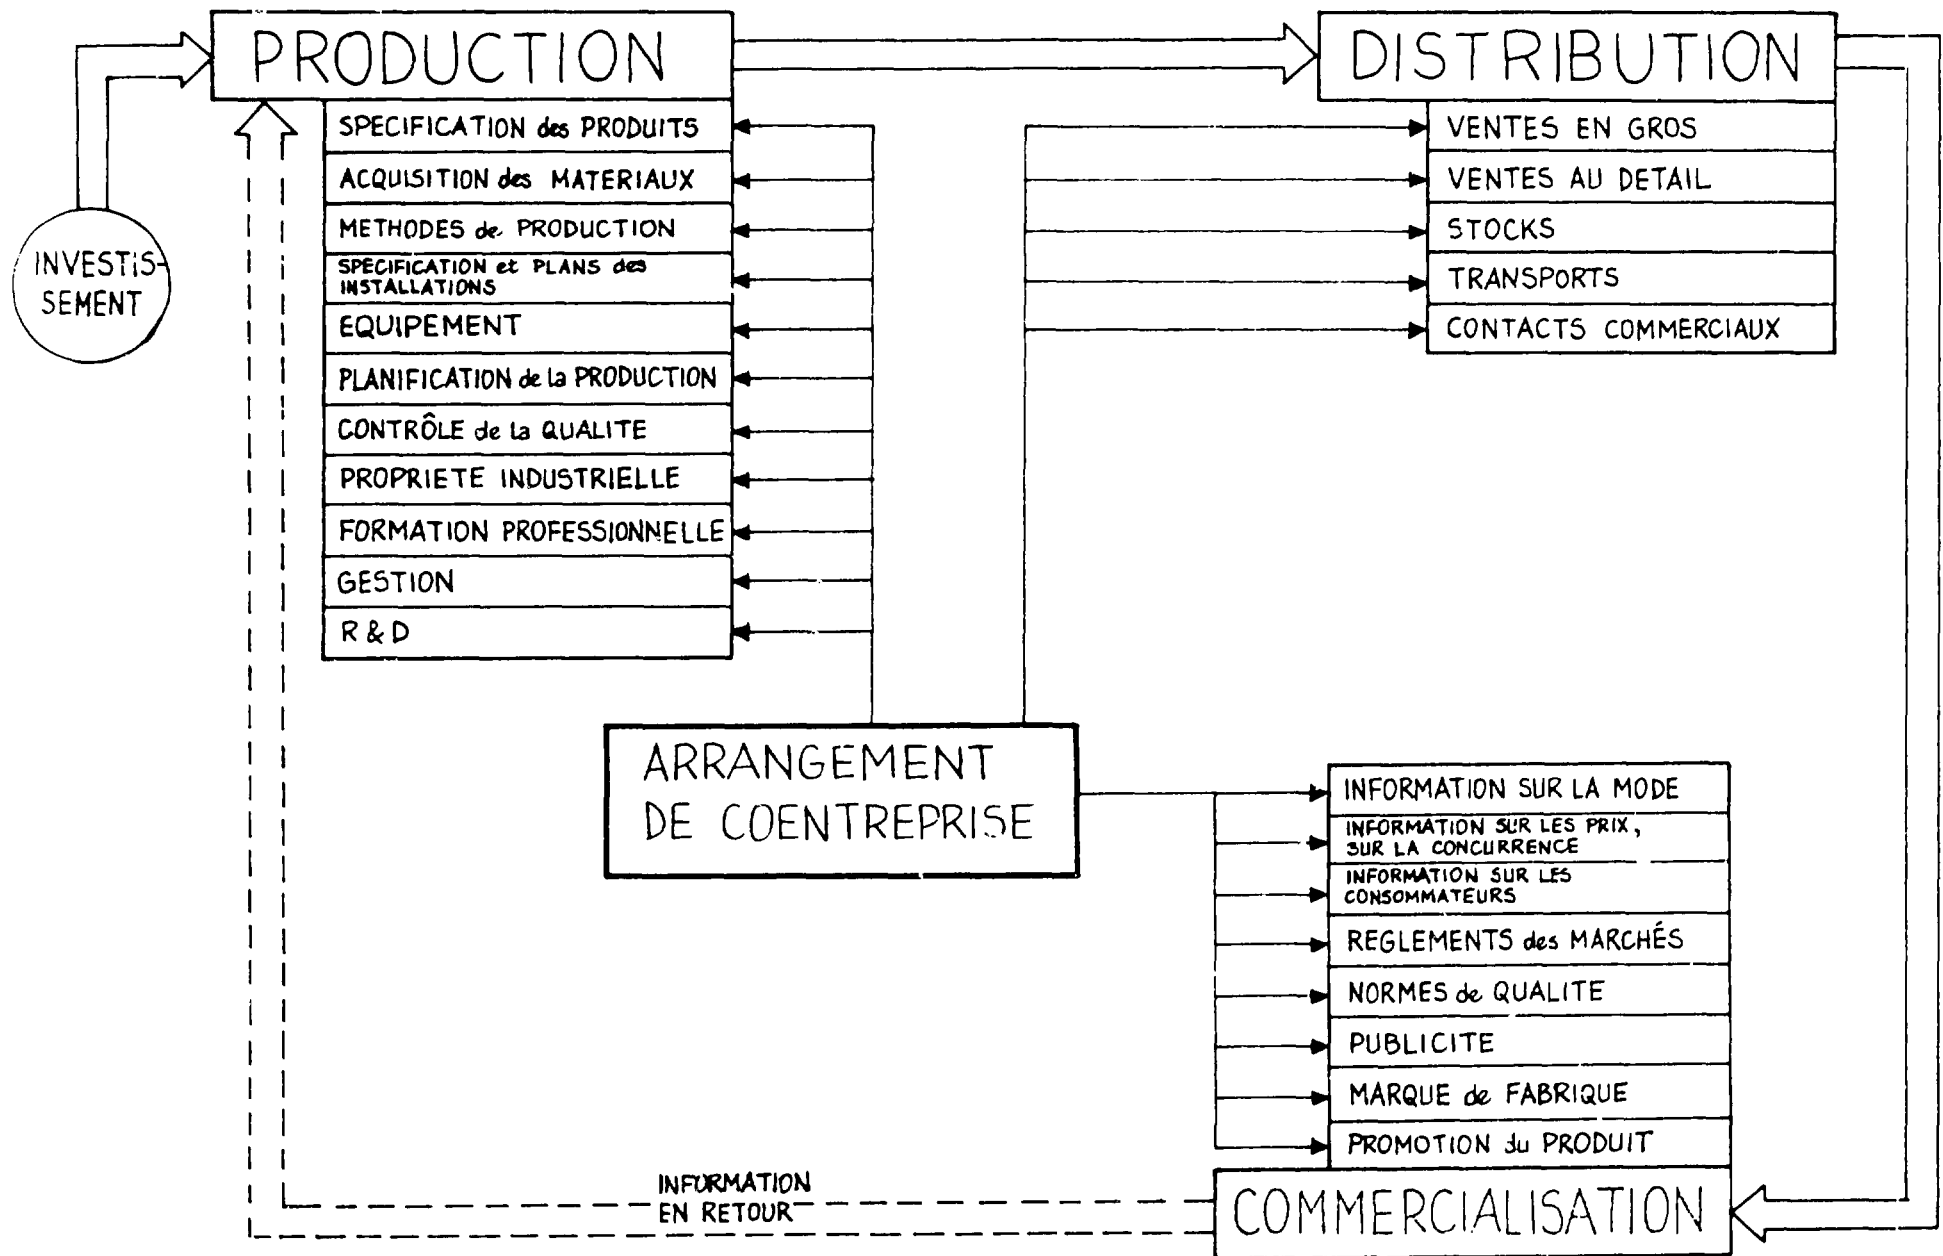 PRODUCTION
SPECIFICATION des PRODUITS
ACQUISITION des MATERIAUX
METHODES de PRODUCTION
SPECIFICATION et PLANS des
INSTALLATIONS
EQUIPEMENT
PLANIFICATION de la PRODUCTION
CONTRÔLE de la QUALITE
PROPRIETE INDUSTRIELLE
FORMATION PROFESSIONNELLE
GESTION
R & D
INVESTIS-
SEMENT
DISTRIBUTION
VENTES EN GROS
VENTES AU DETAIL
STOCKS
TRANSPORTS
CONTACTS COMMERCIAUX
ARRANGEMENT
DE COENTREPRISE
INFORMATION SUR LA MODE
INFORMATION SUR LES PRIX,
SUR LA CONCURRENCE
INFORMATION SUR LES
CONSOMMATEURS
REGLEMENTS des MARCHÉS
NORMES de QUALITE
PUBLICITE
MARQUE de FABRIQUE
PROMOTION du PRODUIT
COMMERCIALISATION
INFORMATION
EN RETOUR